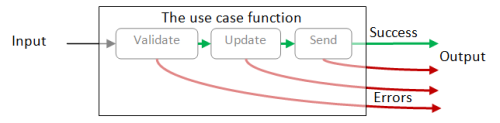 The use case function
Input
Validate
Update
Send
Success
Output
Errors